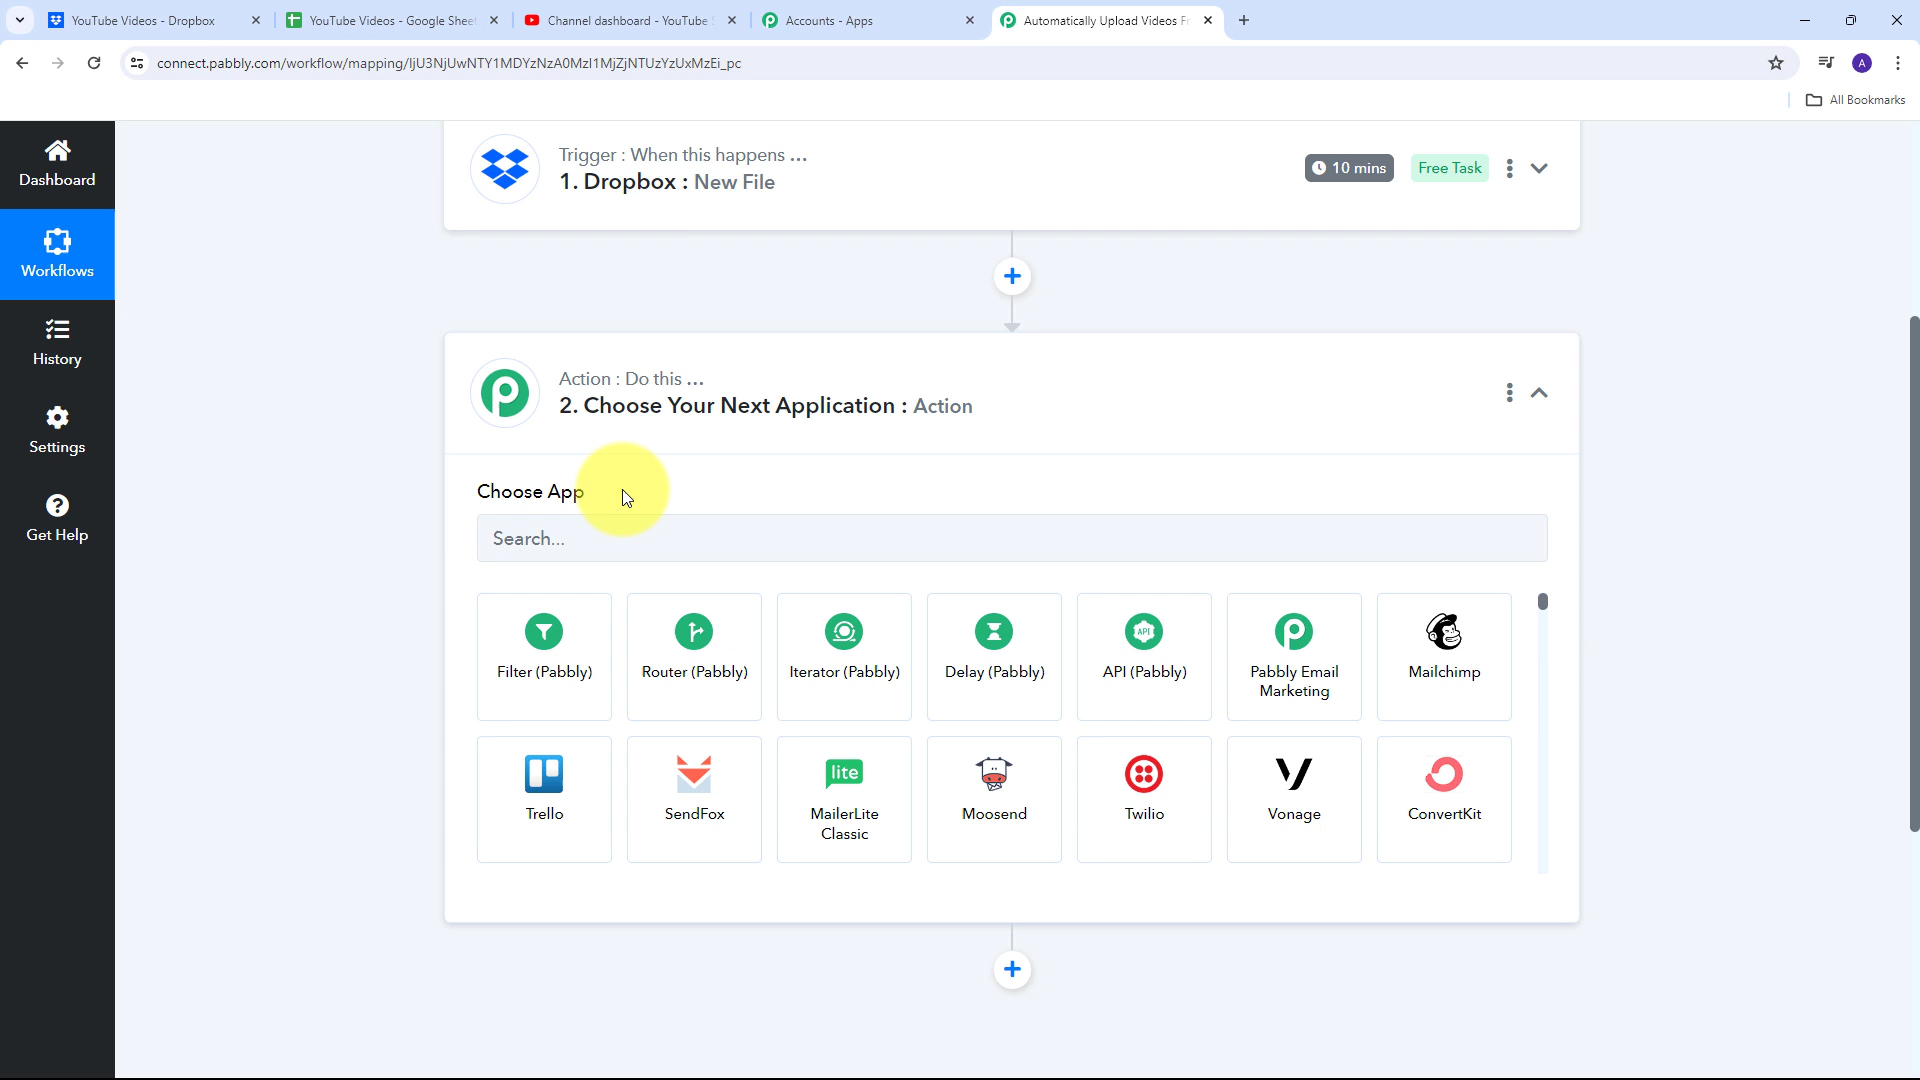 YouTube Videos - Dropbox
YouTube Videos - Google Shee
Channel dashboard - YouTube S
Accounts - Apps
Automatically Upload Videos F
connect.pabbly.com/workflow/mapping/
All Bookmarks
Dashboard
Workflows
History
Settings
Get Help
Trigger : When this happens ...
1. Dropbox : New File
10 mins
Free Task
Action : Do this ...
2. Choose Your Next Application : Action
Choose App
Search...
Filter (Pabbly)
Router (Pabbly)
Iterator (Pabbly)
Delay (Pabbly)
API
API (Pabbly)
Pabbly Email
Marketing
Mailchimp
Trello
SendFox
lite
MailerLite
Classic
Moosend
Twilio
Vonage
ConvertKit
A